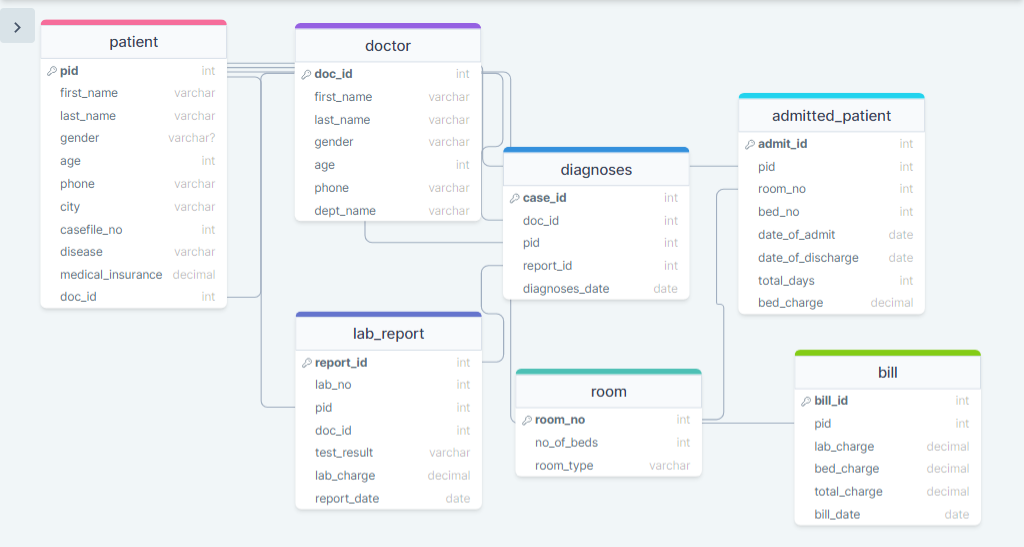 patient
pid int
first_name varchar
last_name varchar
gender varchar?
age int
phone varchar
city varchar
casefile_no int
disease varchar
medical_insurance decimal
doc_id int
doctor
doc_id int
first_name varchar
last_name varchar
gender varchar
age int
phone varchar
dept_name varchar
diagnoses
case_id int
doc_id int
pid int
report_id int
diagnoses_date date
admitted_patient
admit_id int
pid int
room_no int
bed_no int
date_of_admit date
date_of_discharge date
total_days int
bed_charge decimal
lab_report
report_id int
lab_no int
pid int
doc_id int
test_result varchar
lab_charge decimal
report_date date
room
room_no int
no_of_beds int
room_type varchar
bill
bill_id int
pid int
lab_charge decimal
bed_charge decimal
total_charge decimal
bill_date date